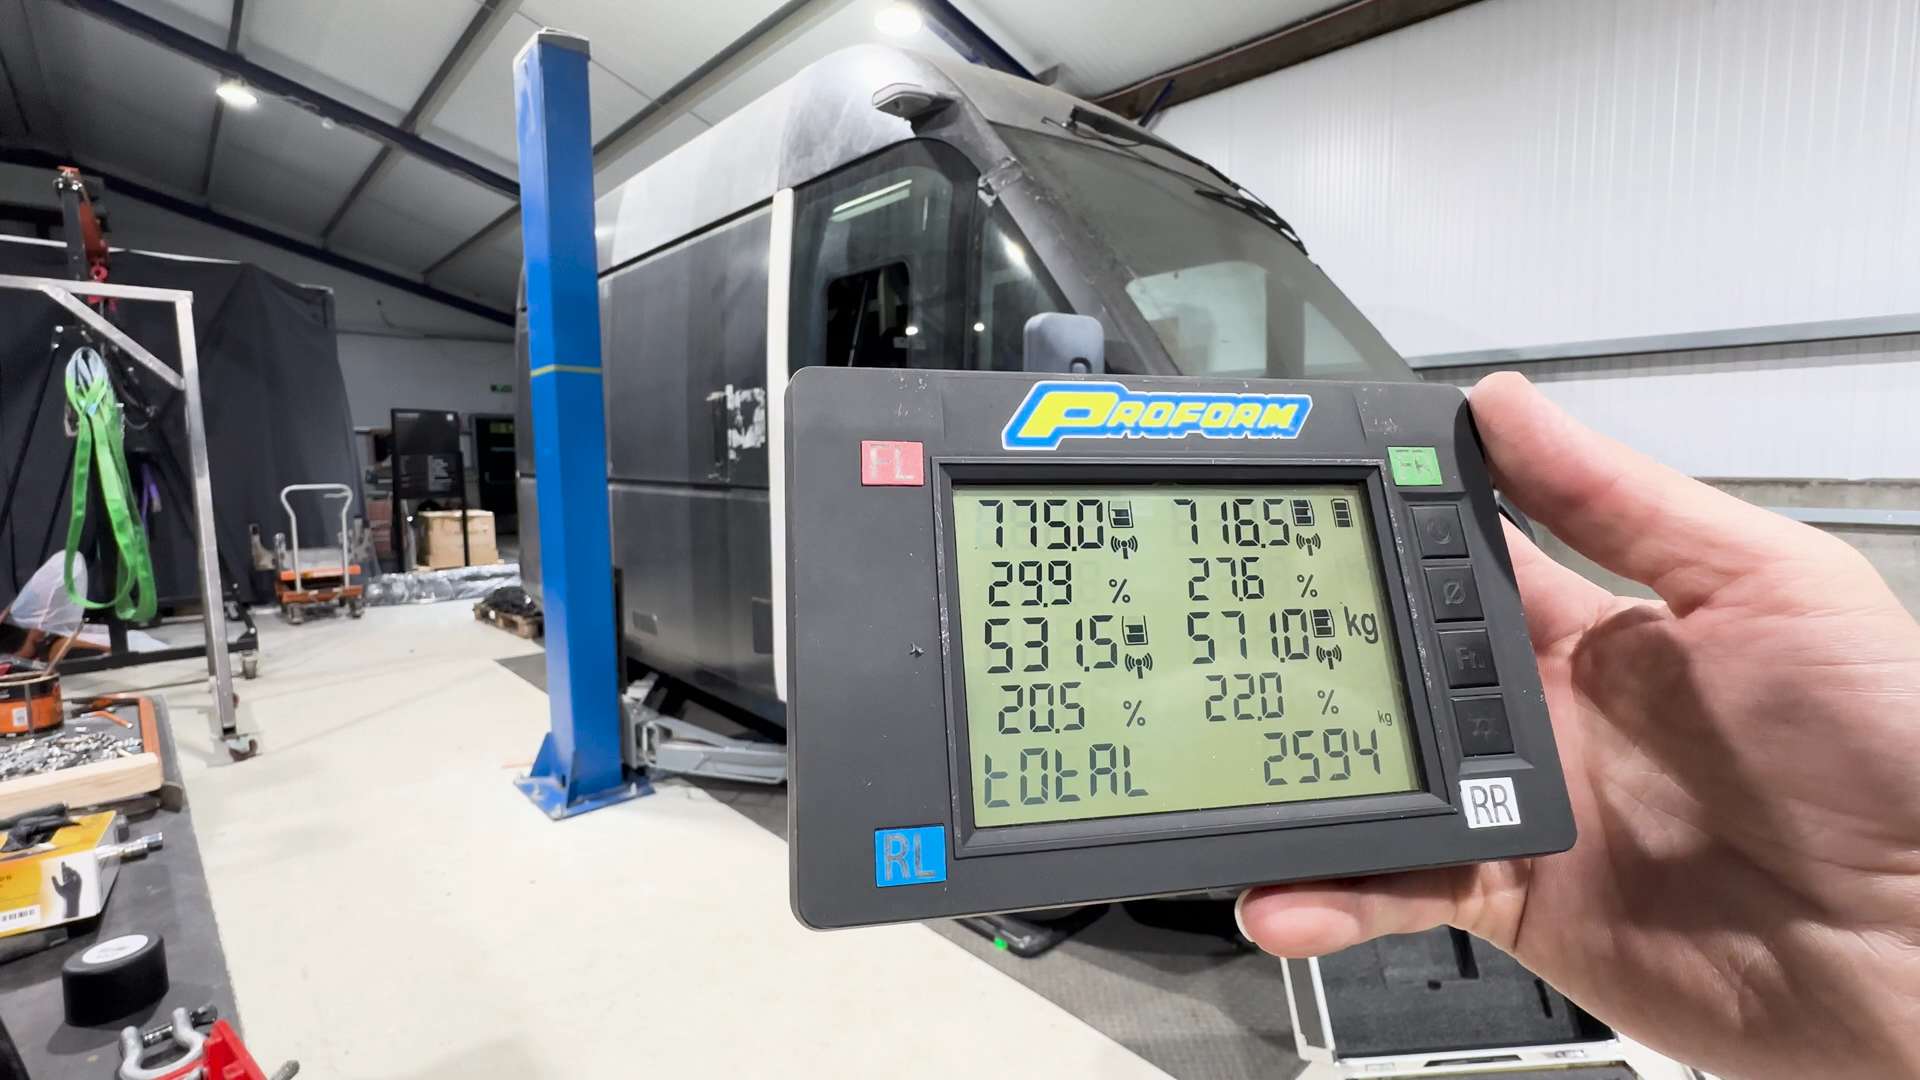 PROFORM
FL
FR
775.0 716.5
29.9 % 27.6 %
531.5 571.0 kg
20.5 % 22.0 %
kg
tOtAL 2594
Fn
RL
RR